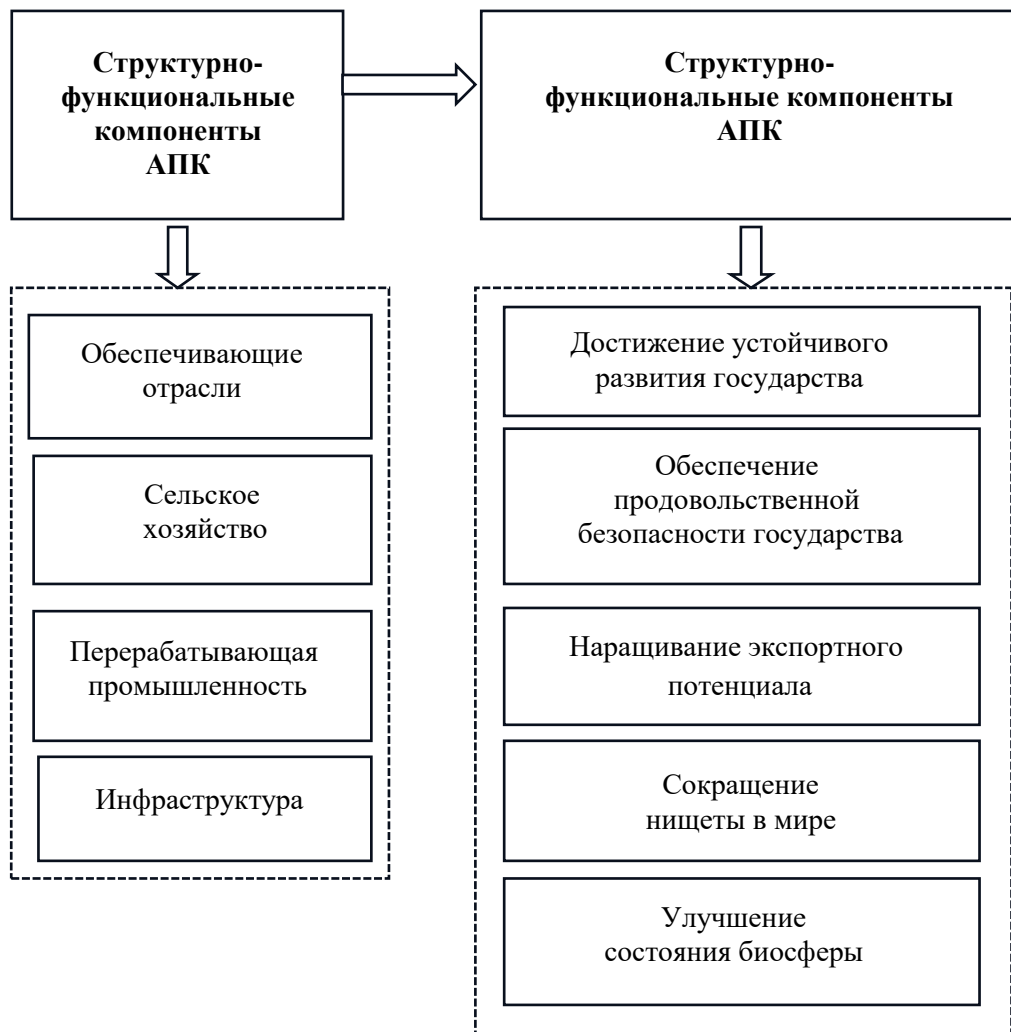 Структурно-
функциональные
компоненты
АПК
Структурно-
функциональные компоненты
АПК
Обеспечивающие
отрасли
Сельское
хозяйство
Перерабатывающая
промышленность
Инфраструктура
Достижение устойчивого
развития государства
Обеспечение
продовольственной
безопасности государства
Наращивание экспортного
потенциала
Сокращение
нищеты в мире
Улучшение
состояния биосферы